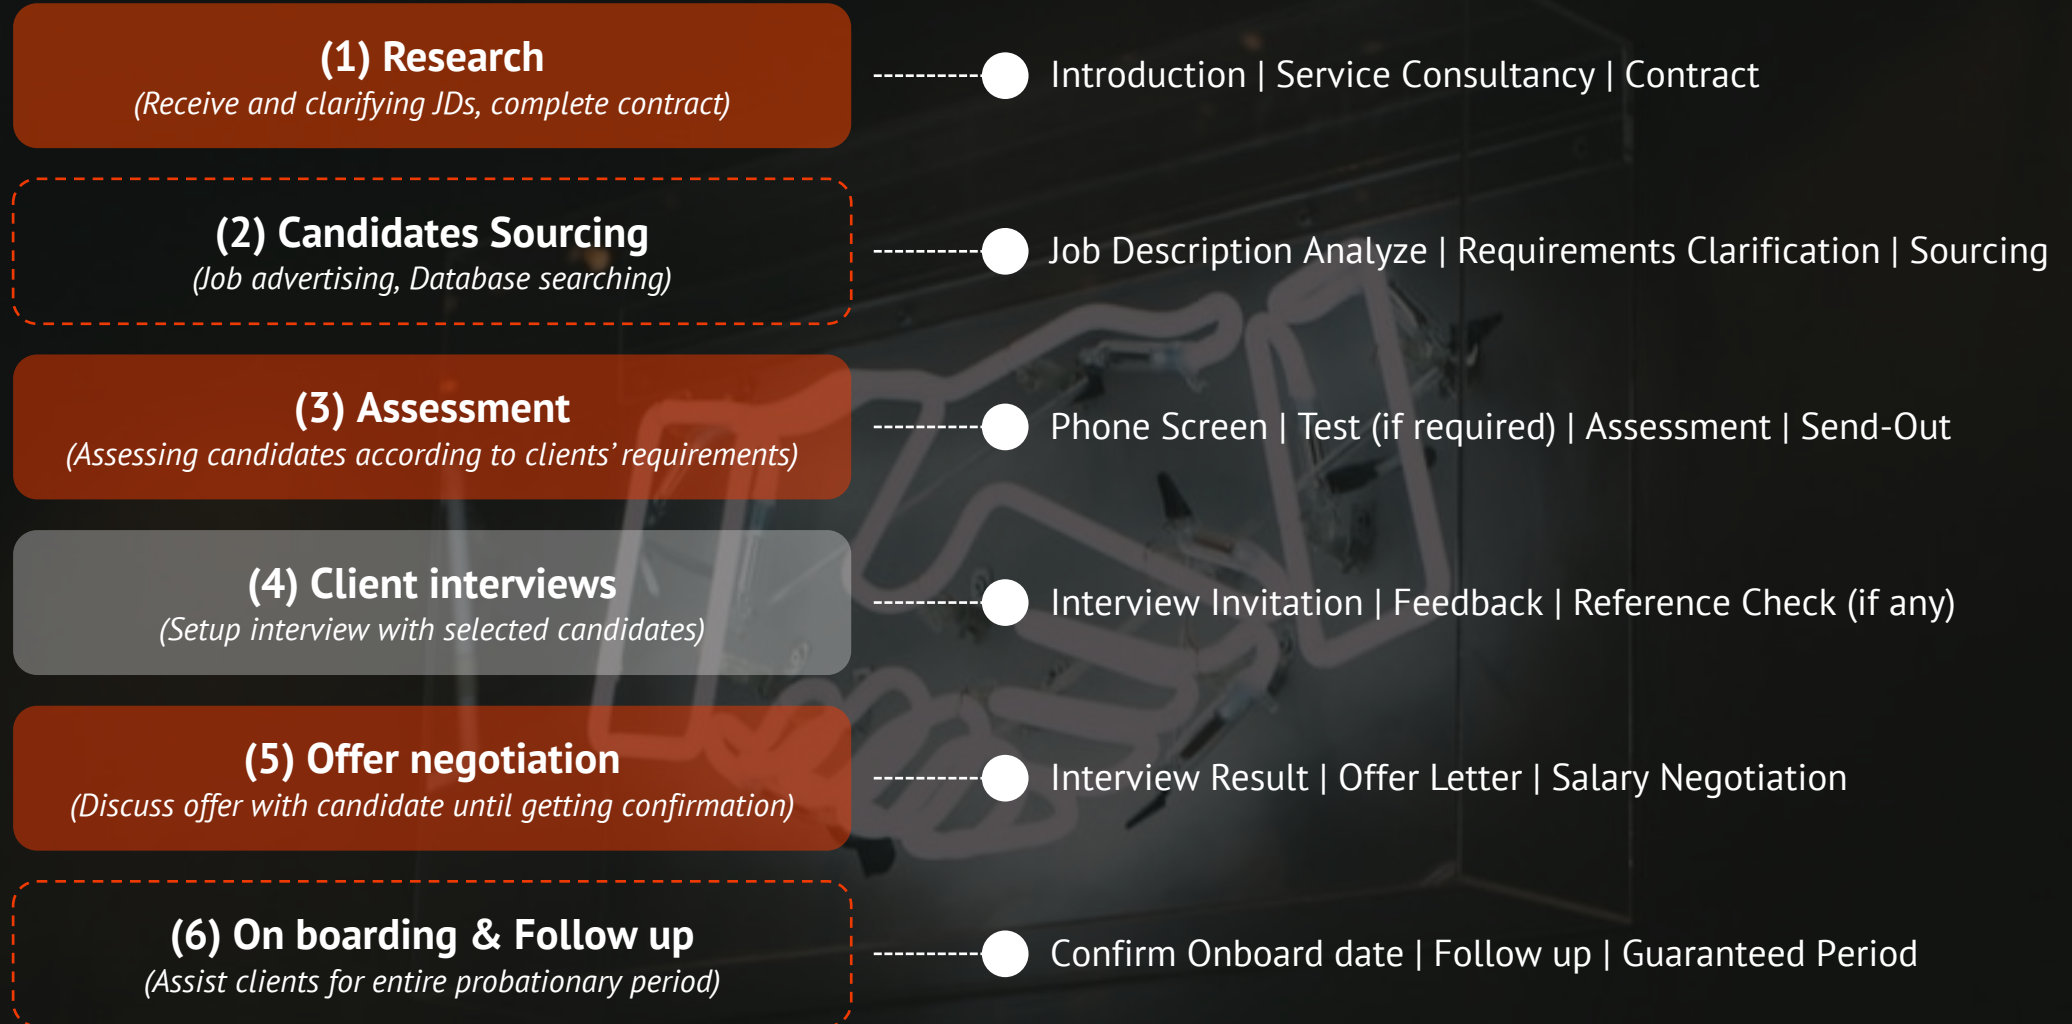 (1) Research
(Receive and clarifying JDs, complete contract)
Introduction | Service Consultancy | Contract
(2) Candidates Sourcing
(Job advertising, Database searching)
Job Description Analyze | Requirements Clarification | Sourcing
(3) Assessment
(Assessing candidates according to clients’ requirements)
Phone Screen | Test (if required) | Assessment | Send-Out
(4) Client interviews
(Setup interview with selected candidates)
Interview Invitation | Feedback | Reference Check (if any)
(5) Offer negotiation
(Discuss offer with candidate until getting confirmation)
Interview Result | Offer Letter | Salary Negotiation
(6) On boarding & Follow up
(Assist clients for entire probationary period)
Confirm Onboard date | Follow up | Guaranteed Period